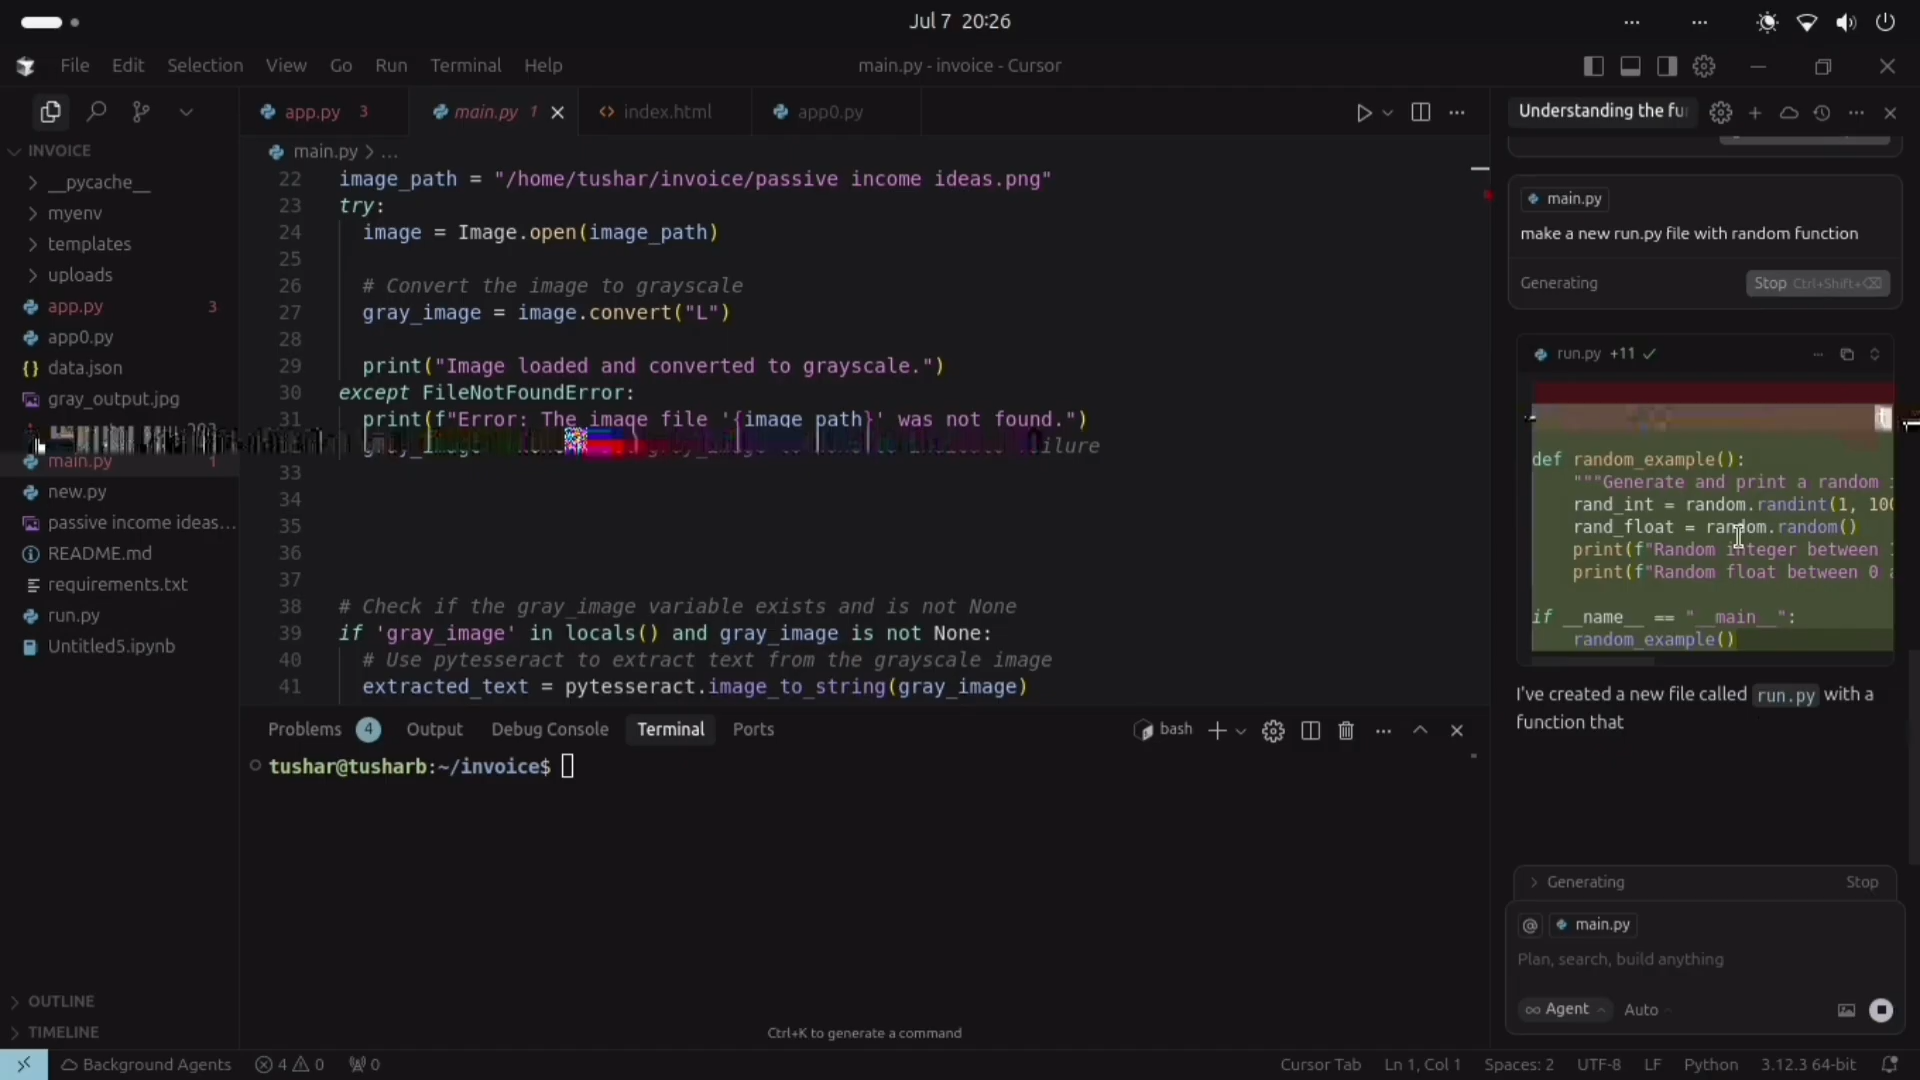 Jul 7 20:26
File Edit Selection View Go Run Terminal Help
main.py - invoice - Cursor
app.py 3
main.py 1
index.html
app0.py
INVOICE
__pycache__
myenv
templates
uploads
app.py 3
app0.py
data.json
gray_output.jpg
main.py 1
new.py
passive income ideas...
README.md
requirements.txt
run.py
Untitled5.ipynb
OUTLINE
TIMELINE
main.py > ...
22 image_path = "/home/tushar/invoice/passive income ideas.png"
23 try:
24 image = Image.open(image_path)
25
26 # Convert the image to grayscale
27 gray_image = image.convert("L")
28
29 print("Image loaded and converted to grayscale.")
30 except FileNotFoundError:
31 print(f"Error: The image file '{image_path}' was not found.")
33
34
35
36
37
38 # Check if the gray_image variable exists and is not None
39 if 'gray_image' in locals() and gray_image is not None:
40 # Use pytesseract to extract text from the grayscale image
41 extracted_text = pytesseract.image_to_string(gray_image)
Problems 4 Output Debug Console Terminal Ports
bash
tushar@tusharb:~/invoice$
Ctrl+K to generate a command
Understanding the fu
main.py
make a new run.py file with random function
Generating Stop Ctrl+Shift+⌫
run.py +11
def random_example():
"""Generate and print a random
rand_int = random.randint(1, 100
rand_float = random.random()
print(f"Random integer between
print(f"Random float between 0
if __name__ == "__main__":
random_example()
I've created a new file called run.py with a
function that
Generating Stop
@ main.py
Plan, search, build anything
∞ Agent Auto
Background Agents 4 0 0
Cursor Tab Ln 1, Col 1 Spaces: 2 UTF-8 LF Python 3.12.3 64-bit